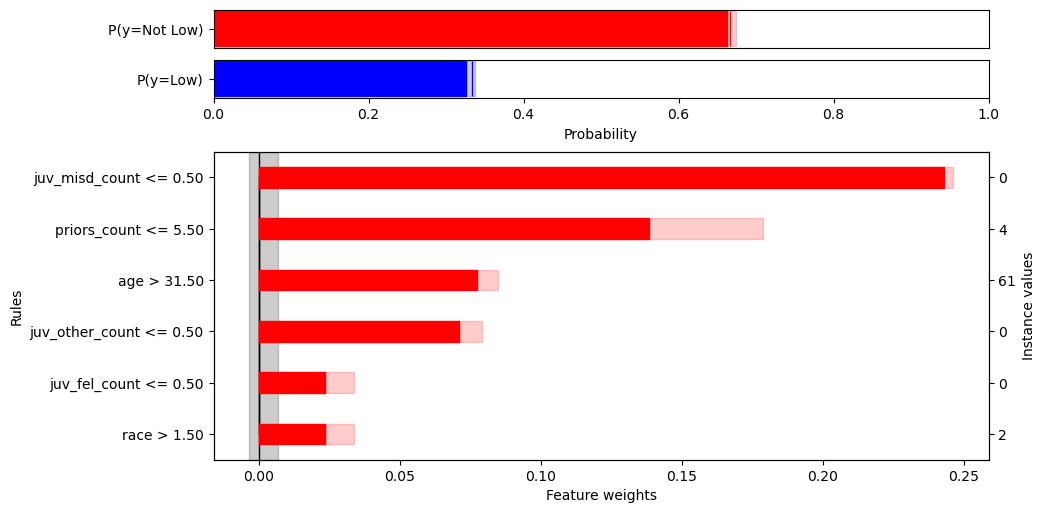 P(y=Not Low)
P(y=Low)
0.0 0.2 0.4 0.6 0.8 1.0
Probability
juv_misd_count <= 0.50 0
priors_count <= 5.50 4
age > 31.50 61
juv_other_count <= 0.50 0
juv_fel_count <= 0.50 0
race > 1.50 2
Rules
Instance values
0.00 0.05 0.10 0.15 0.20 0.25
Feature weights